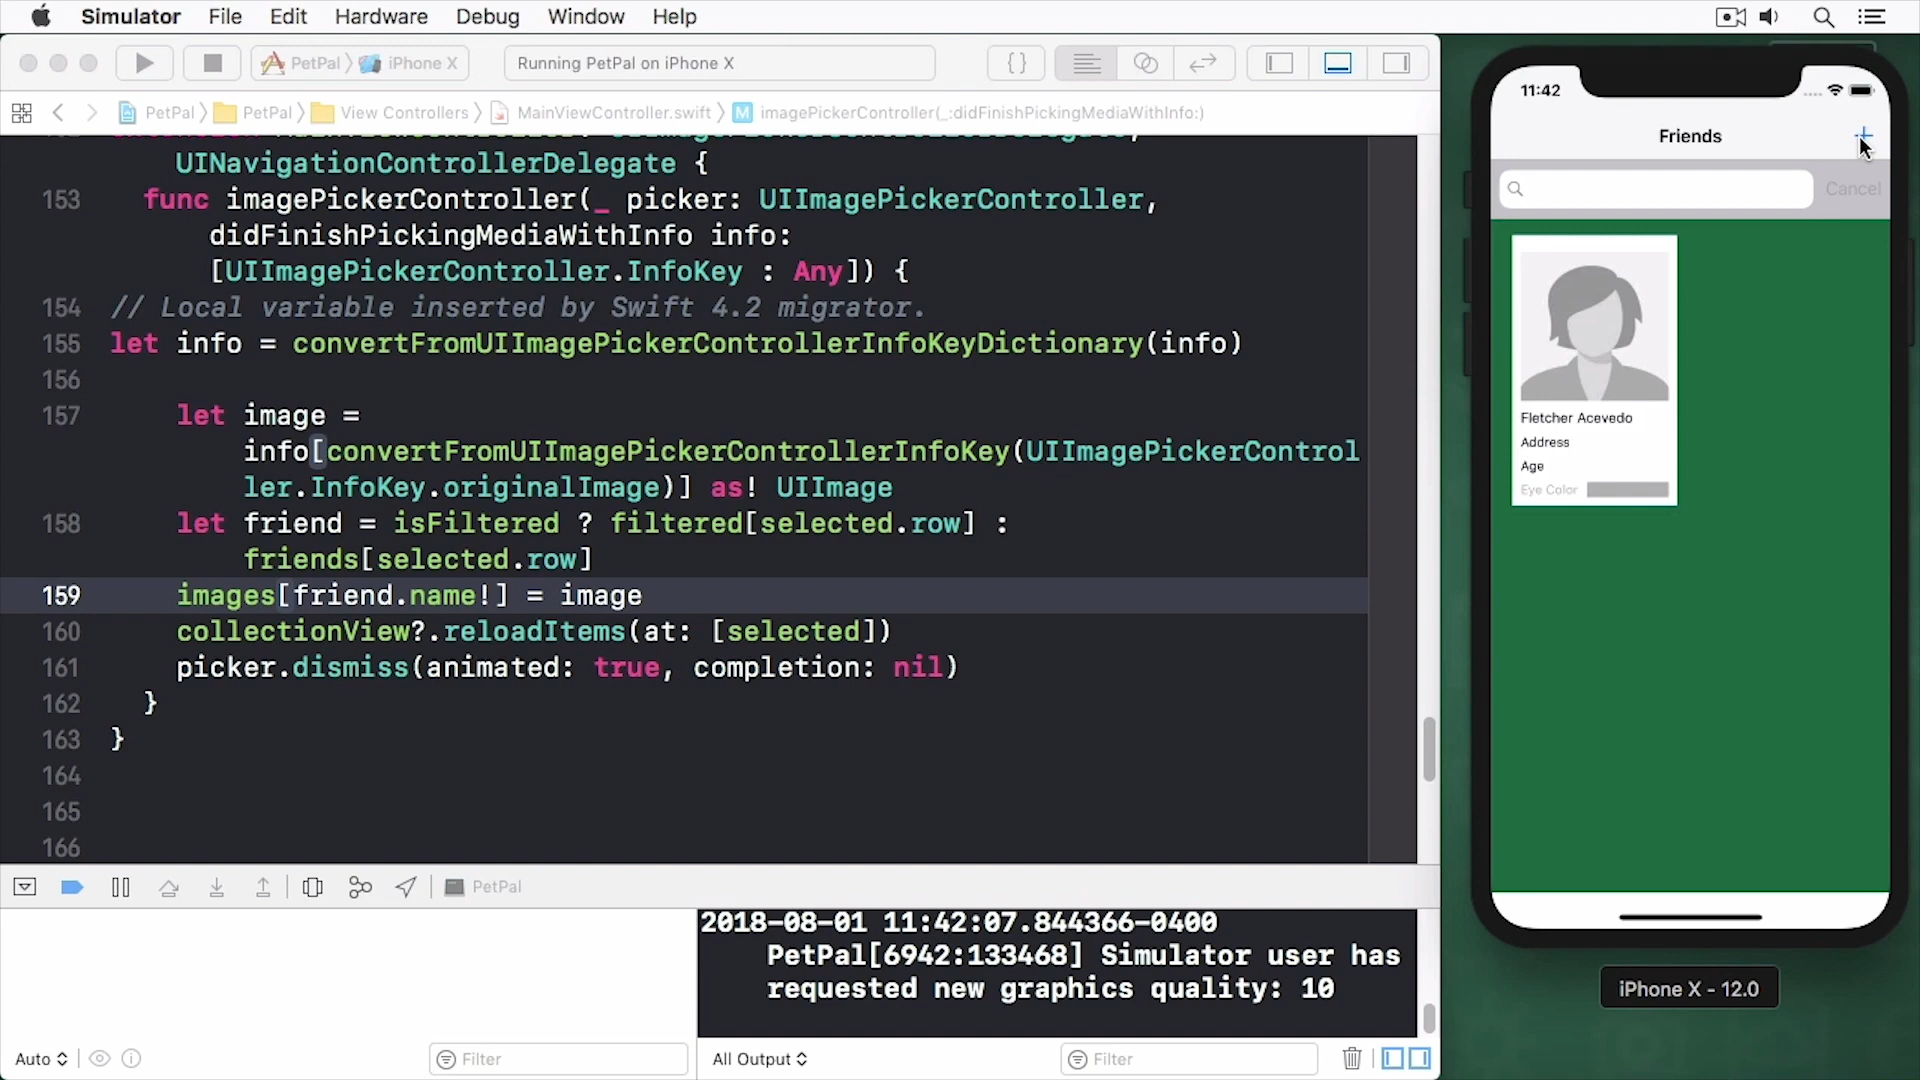 Simulator File Edit Hardware Debug Window Help
PetPal iPhone X
Running PetPal on iPhone X
{ }
PetPal PetPal View Controllers MainViewController.swift M imagePickerController(_:didFinishPickingMediaWithInfo:)
UINavigationControllerDelegate {
153 func imagePickerController(_ picker: UIImagePickerController,
didFinishPickingMediaWithInfo info:
[UIImagePickerController.InfoKey : Any]) {
154 // Local variable inserted by Swift 4.2 migrator.
155 let info = convertFromUIImagePickerControllerInfoKeyDictionary(info)
156
157 let image =
info[convertFromUIImagePickerControllerInfoKey(UIImagePickerControl
ler.InfoKey.originalImage)] as! UIImage
158 let friend = isFiltered ? filtered[selected.row] :
friends[selected.row]
159 images[friend.name!] = image
160 collectionView?.reloadItems(at: [selected])
161 picker.dismiss(animated: true, completion: nil)
162 }
163 }
164
165
166
PetPal
2018-08-01 11:42:07.844366-0400
PetPal[6942:133468] Simulator user has
requested new graphics quality: 10
Auto
Filter
All Output
Filter
11:42
Friends
Cancel
Fletcher Acevedo
Address
Age
Eye Color
iPhone X - 12.0